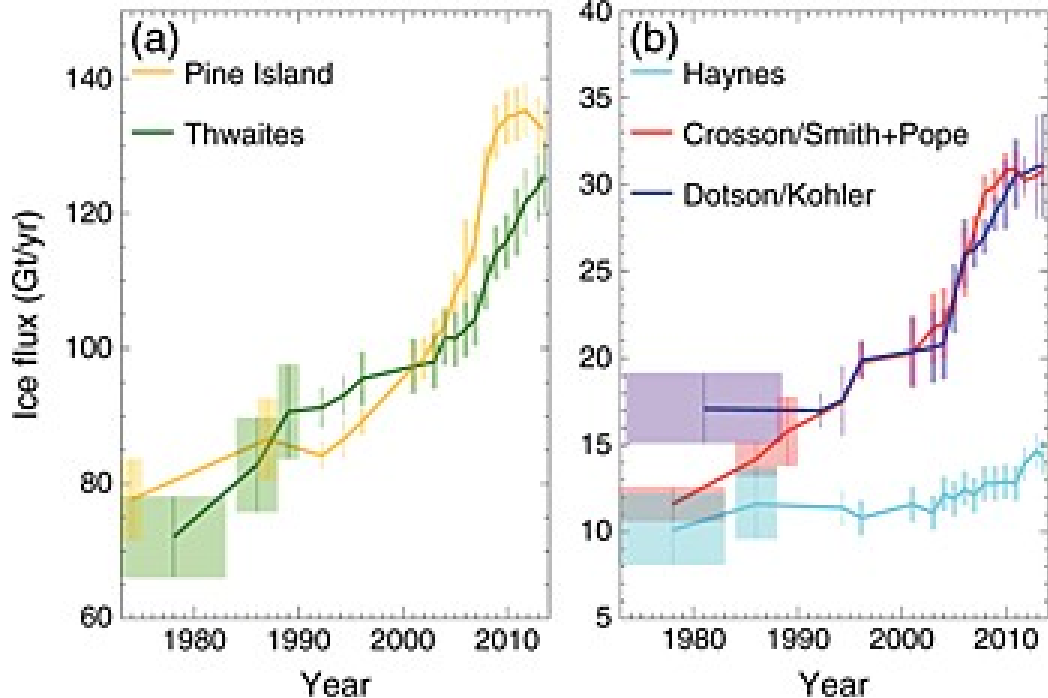 (a)
Pine Island
Thwaites
140
120
100
80
60
Ice flux (Gt/yr)
1980 1990 2000 2010
Year
(b)
Haynes
Crosson/Smith+Pope
Dotson/Kohler
40
35
30
25
20
15
10
5
1980 1990 2000 2010
Year